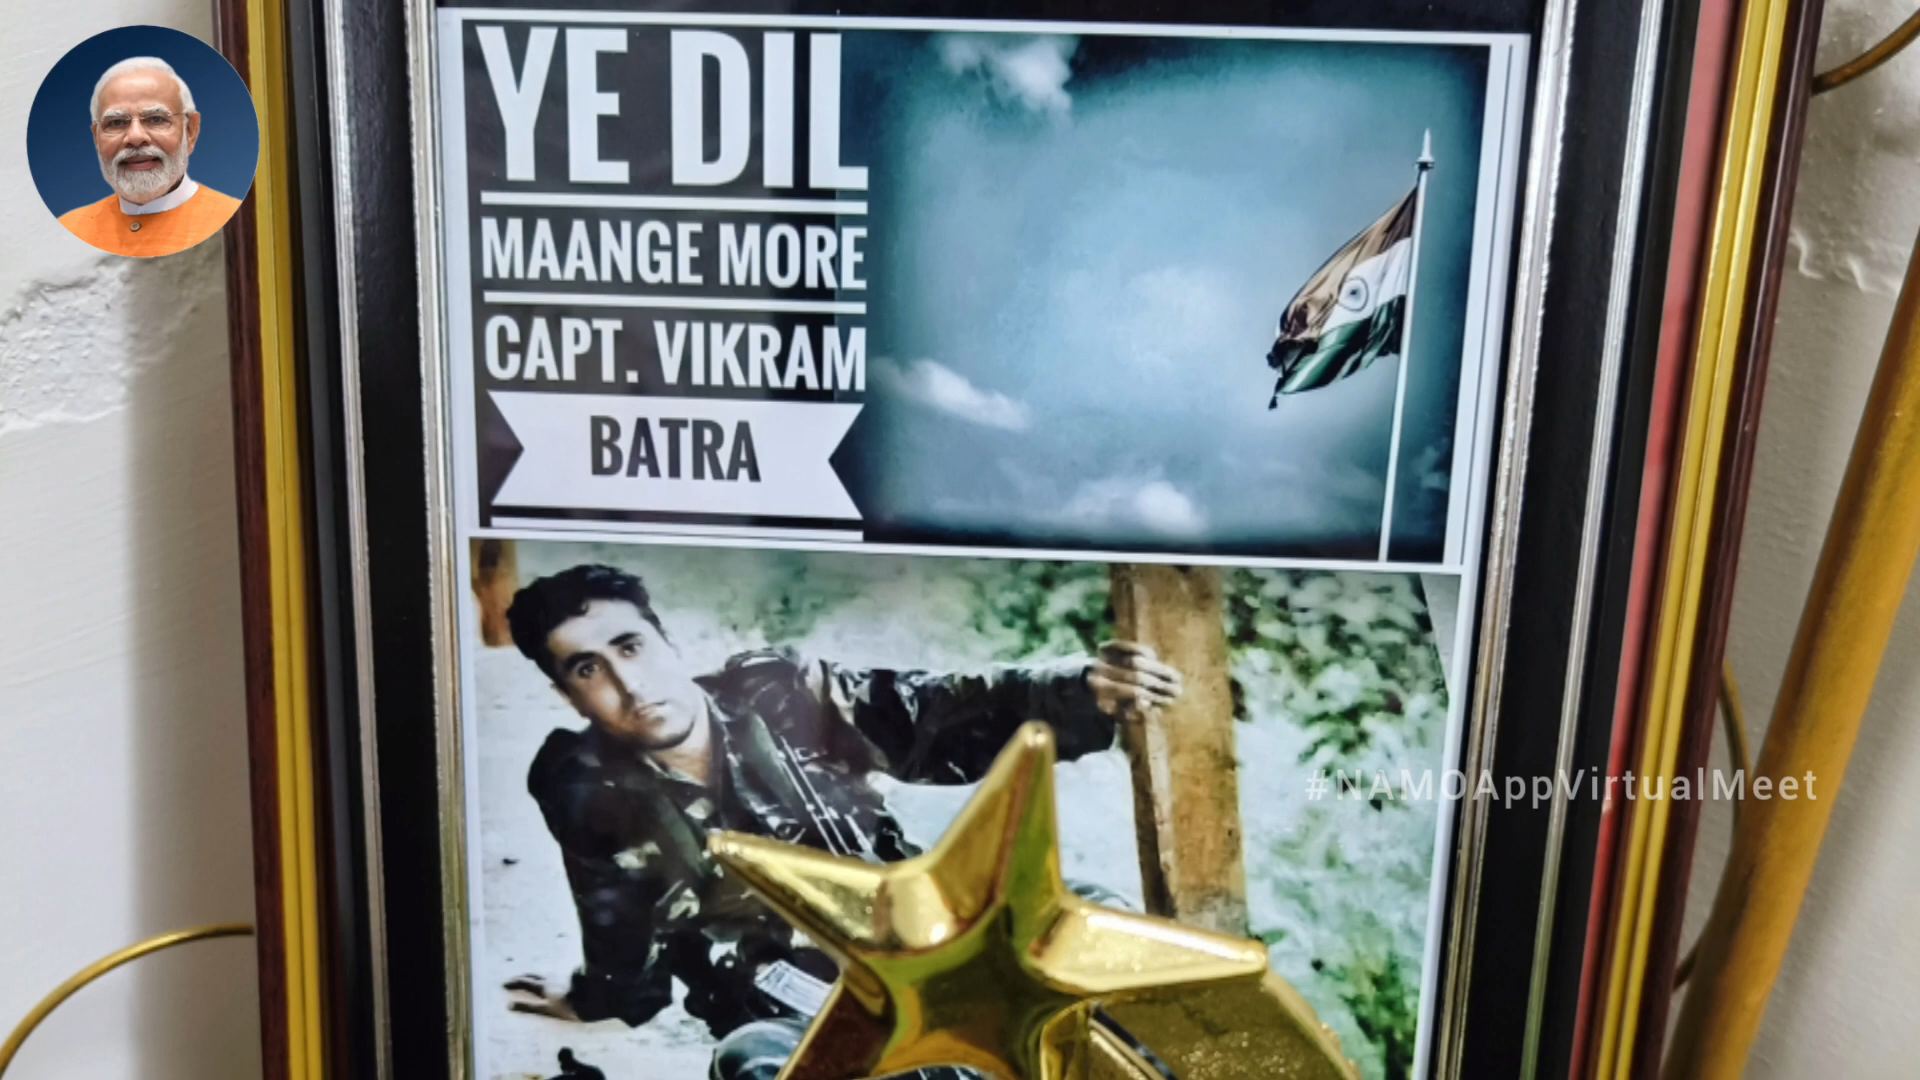 YE DIL
MAANGE MORE
CAPT. VIKRAM
BATRA
#NAMOAppVirtualMeet